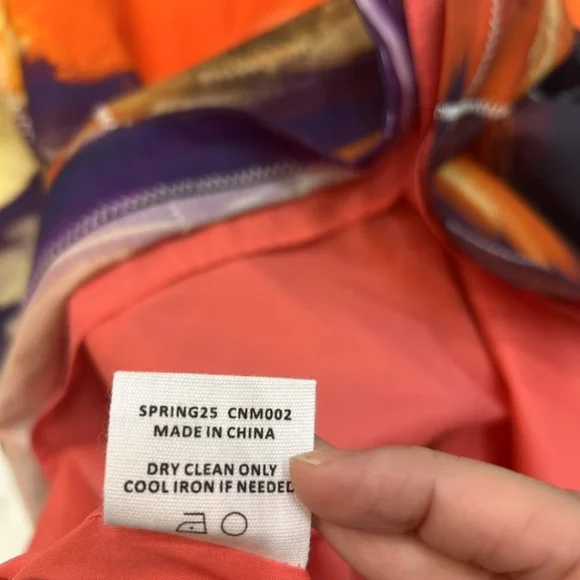 SPRING25 CNM002
MADE IN CHINA
DRY CLEAN ONLY
COOL IRON IF NEEDED